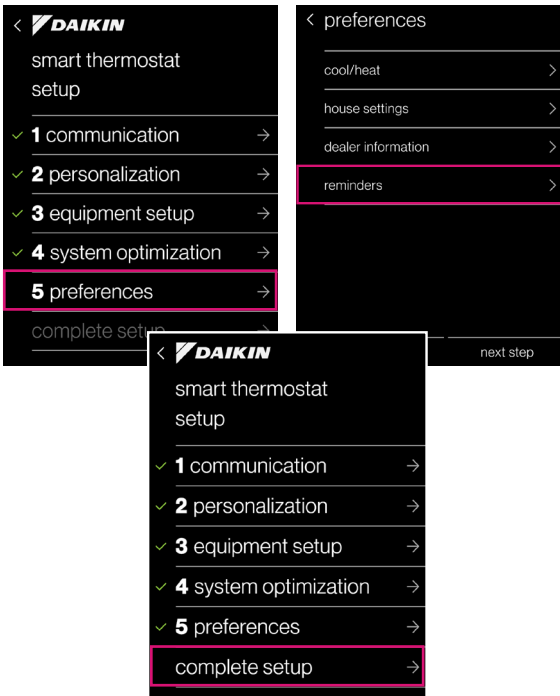 DAIKIN
smart thermostat
setup
1 communication
2 personalization
3 equipment setup
4 system optimization
5 preferences
complete setup
preferences
cool/heat
house settings
dealer information
reminders
next step
DAIKIN
smart thermostat
setup
1 communication
2 personalization
3 equipment setup
4 system optimization
5 preferences
complete setup